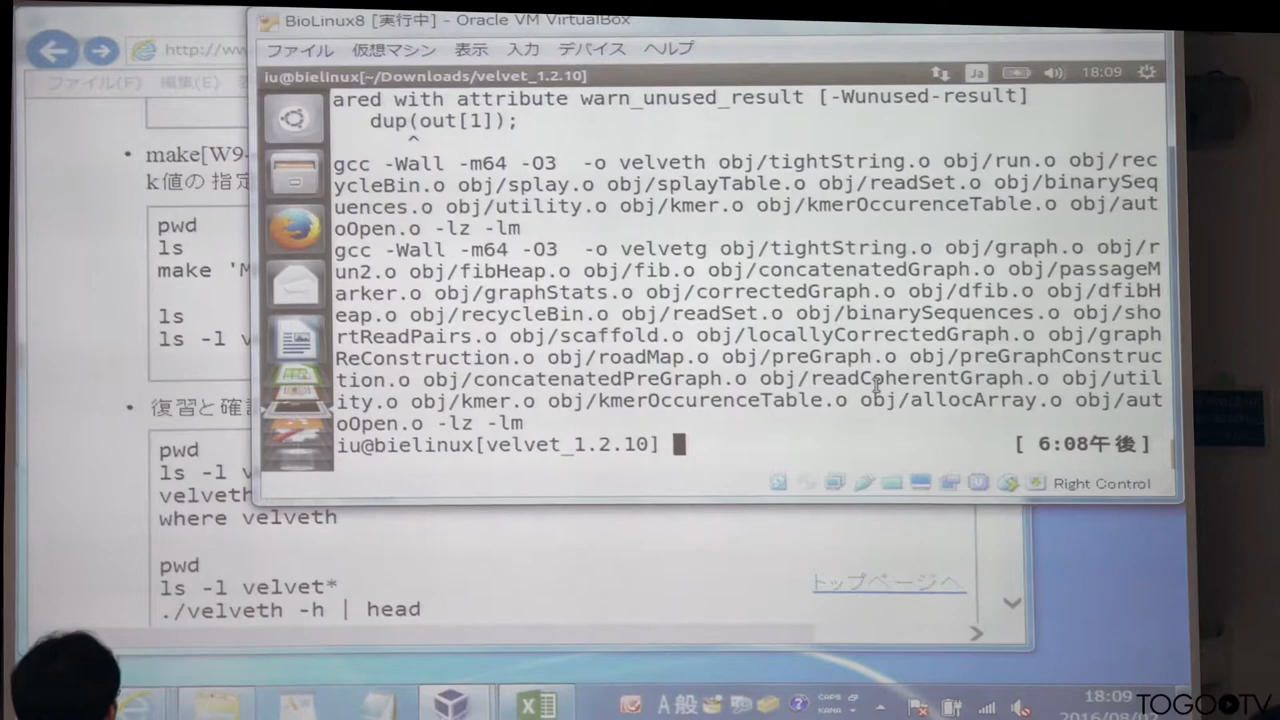 BioLinux8 [実行中] - Oracle VM VirtualBox
ファイル 仮想マシン 表示 入力 デバイス ヘルプ
iu@bielinux[~/Downloads/velvet_1.2.10]
Ja
18:09
ared with attribute warn_unused_result [-Wunused-result]
dup(out[1]);
^
gcc -Wall -m64 -O3 -o velveth obj/tightString.o obj/run.o obj/rec
ycleBin.o obj/splay.o obj/splayTable.o obj/readSet.o obj/binarySeq
uences.o obj/utility.o obj/kmer.o obj/kmerOccurenceTable.o obj/aut
oOpen.o -lz -lm
gcc -Wall -m64 -O3 -o velvetg obj/tightString.o obj/graph.o obj/r
un2.o obj/fibHeap.o obj/fib.o obj/concatenatedGraph.o obj/passageM
arker.o obj/graphStats.o obj/correctedGraph.o obj/dfib.o obj/dfibH
eap.o obj/recycleBin.o obj/readSet.o obj/binarySequences.o obj/sho
rtReadPairs.o obj/scaffold.o obj/locallyCorrectedGraph.o obj/graph
ReConstruction.o obj/roadMap.o obj/preGraph.o obj/preGraphConstruc
tion.o obj/concatenatedPreGraph.o obj/readCoherentGraph.o obj/util
ity.o obj/kmer.o obj/kmerOccurenceTable.o obj/allocArray.o obj/aut
oOpen.o -lz -lm
iu@bielinux[velvet_1.2.10]
[ 6:08午後]
Right Control
http://ww
ファイル(F) 編集(E)
make[W9-
k値の指定
pwd
ls
make 'M
ls
ls -l v
復習と確認
pwd
ls -l v
velveth
where velveth
pwd
ls -l velvet*
./velveth -h | head
トップページへ
A 般
CAPS
KANA
18:09
2016/08/0
TOGOTV